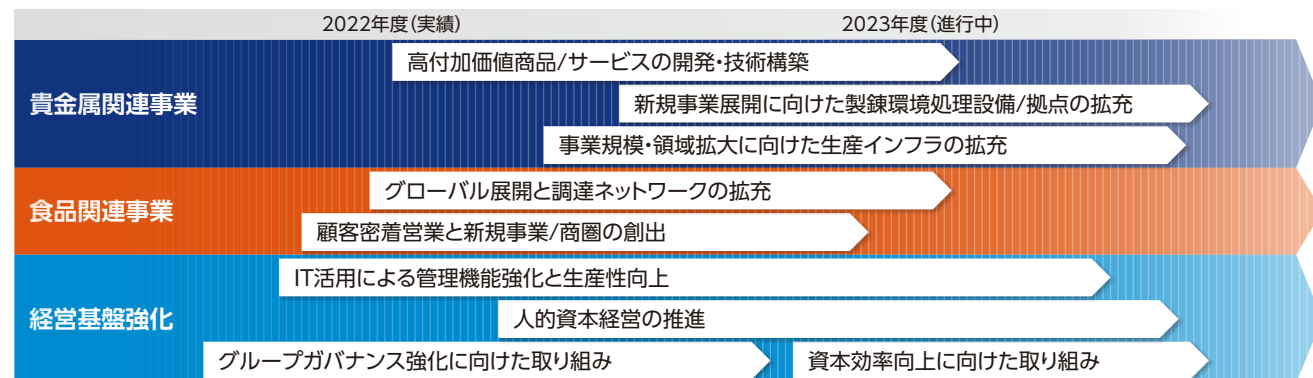 2022年度（実績）
2023年度（進行中）
貴金属関連事業
高付加価値商品/サービスの開発・技術構築
新規事業展開に向けた製錬環境処理設備/拠点の拡充
事業規模・領域拡大に向けた生産インフラの拡充
食品関連事業
グローバル展開と調達ネットワークの拡充
顧客密着営業と新規事業/商圏の創出
経営基盤強化
IT活用による管理機能強化と生産性向上
人的資本経営の推進
グループガバナンス強化に向けた取り組み
資本効率向上に向けた取り組み